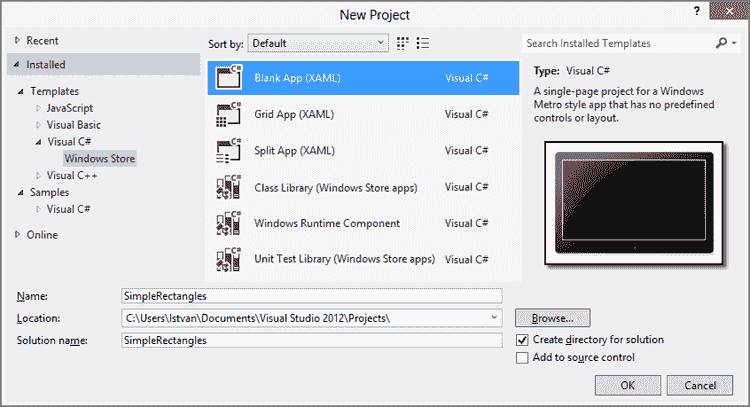 New Project
?
Recent
Installed
Templates
JavaScript
Visual Basic
Visual C#
Windows Store
Visual C++
Samples
Visual C#
Online
Sort by: Default
Search Installed Templates
C# Blank App (XAML) Visual C#
C# Grid App (XAML) Visual C#
C# Split App (XAML) Visual C#
C# Class Library (Windows Store apps) Visual C#
C# Windows Runtime Component Visual C#
C# Unit Test Library (Windows Store apps) Visual C#
Type: Visual C#
A single-page project for a Windows
Metro style app that has no predefined
controls or layout.
Name: SimpleRectangles
Location: C:\Users\Istvan\Documents\Visual Studio 2012\Projects\
Browse...
Solution name: SimpleRectangles
Create directory for solution
Add to source control
OK
Cancel